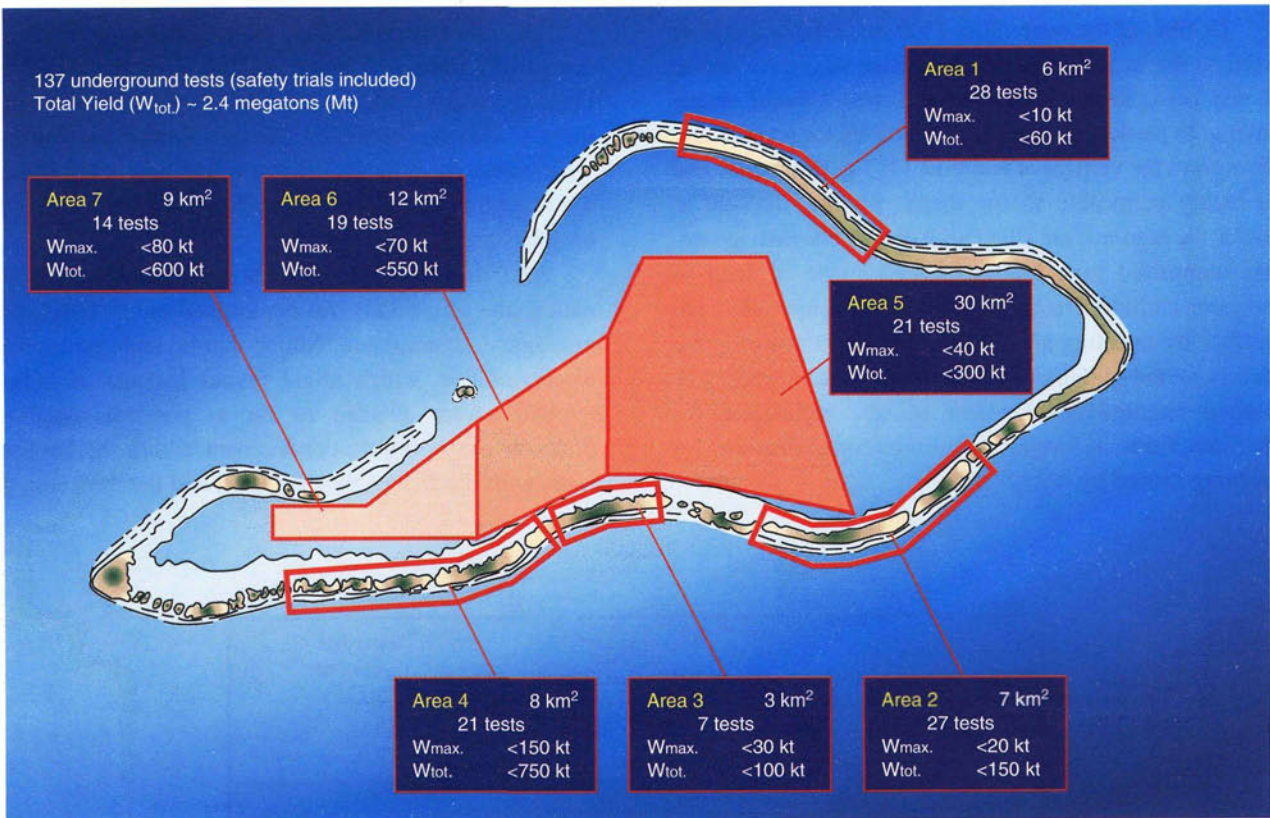 137 underground tests (safety trials included)
Total Yield (Wtot.) ~ 2.4 megatons (Mt)
Area 1 6 km²
28 tests
Wmax. <10 kt
Wtot. <60 kt
Area 7 9 km²
14 tests
Wmax. <80 kt
Wtot. <600 kt
Area 6 12 km²
19 tests
Wmax. <70 kt
Wtot. <550 kt
Area 5 30 km²
21 tests
Wmax. <40 kt
Wtot. <300 kt
Area 4 8 km²
21 tests
Wmax. <150 kt
Wtot. <750 kt
Area 3 3 km²
7 tests
Wmax. <30 kt
Wtot. <100 kt
Area 2 7 km²
27 tests
Wmax. <20 kt
Wtot. <150 kt